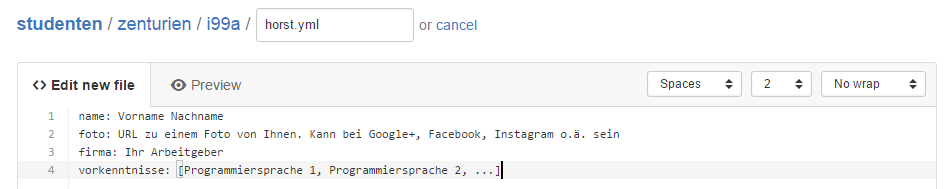 studenten / zenturien / i99a / horst.yml or cancel
<> Edit new file Preview Spaces 2 No wrap
1 name: Vorname Nachname
2 foto: URL zu einem Foto von Ihnen. Kann bei Google+, Facebook, Instagram o.ä. sein
3 firma: Ihr Arbeitgeber
4 vorkenntnisse: [Programmiersprache 1, Programmiersprache 2, ...]